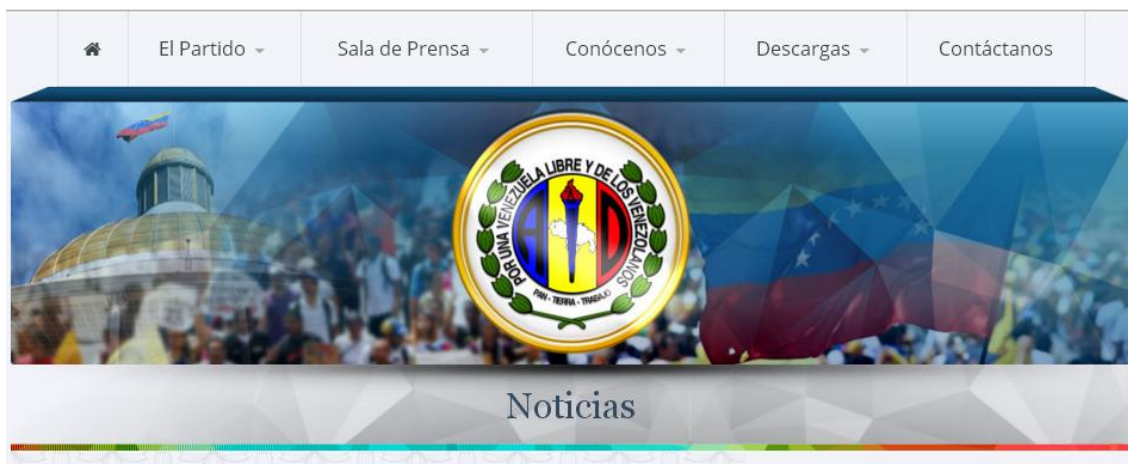 El Partido
Sala de Prensa
Conócenos
Descargas
Contáctanos
POR UNA VENEZUELA LIBRE Y DE LOS VENEZOLANOS
AD
PAN - TIERRA - TRABAJO
Noticias